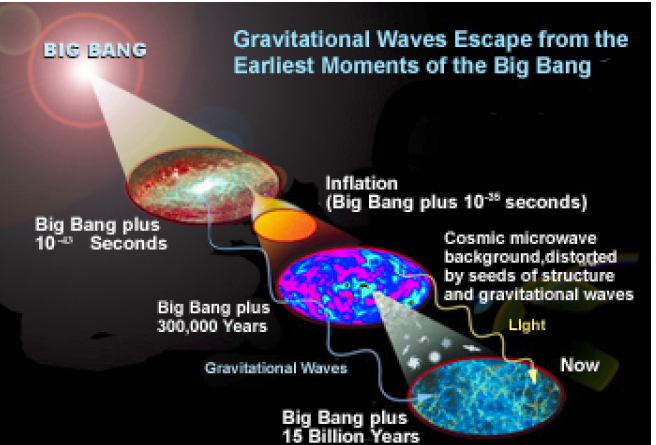 BIG BANG
Gravitational Waves Escape from the
Earliest Moments of the Big Bang
Inflation
(Big Bang plus 10⁻³⁵ seconds)
Big Bang plus
10⁻⁴³ Seconds
Cosmic microwave
background,distorted
by seeds of structure
and gravitational waves
Big Bang plus
300,000 Years
Light
Gravitational Waves
Now
Big Bang plus
15 Billion Years